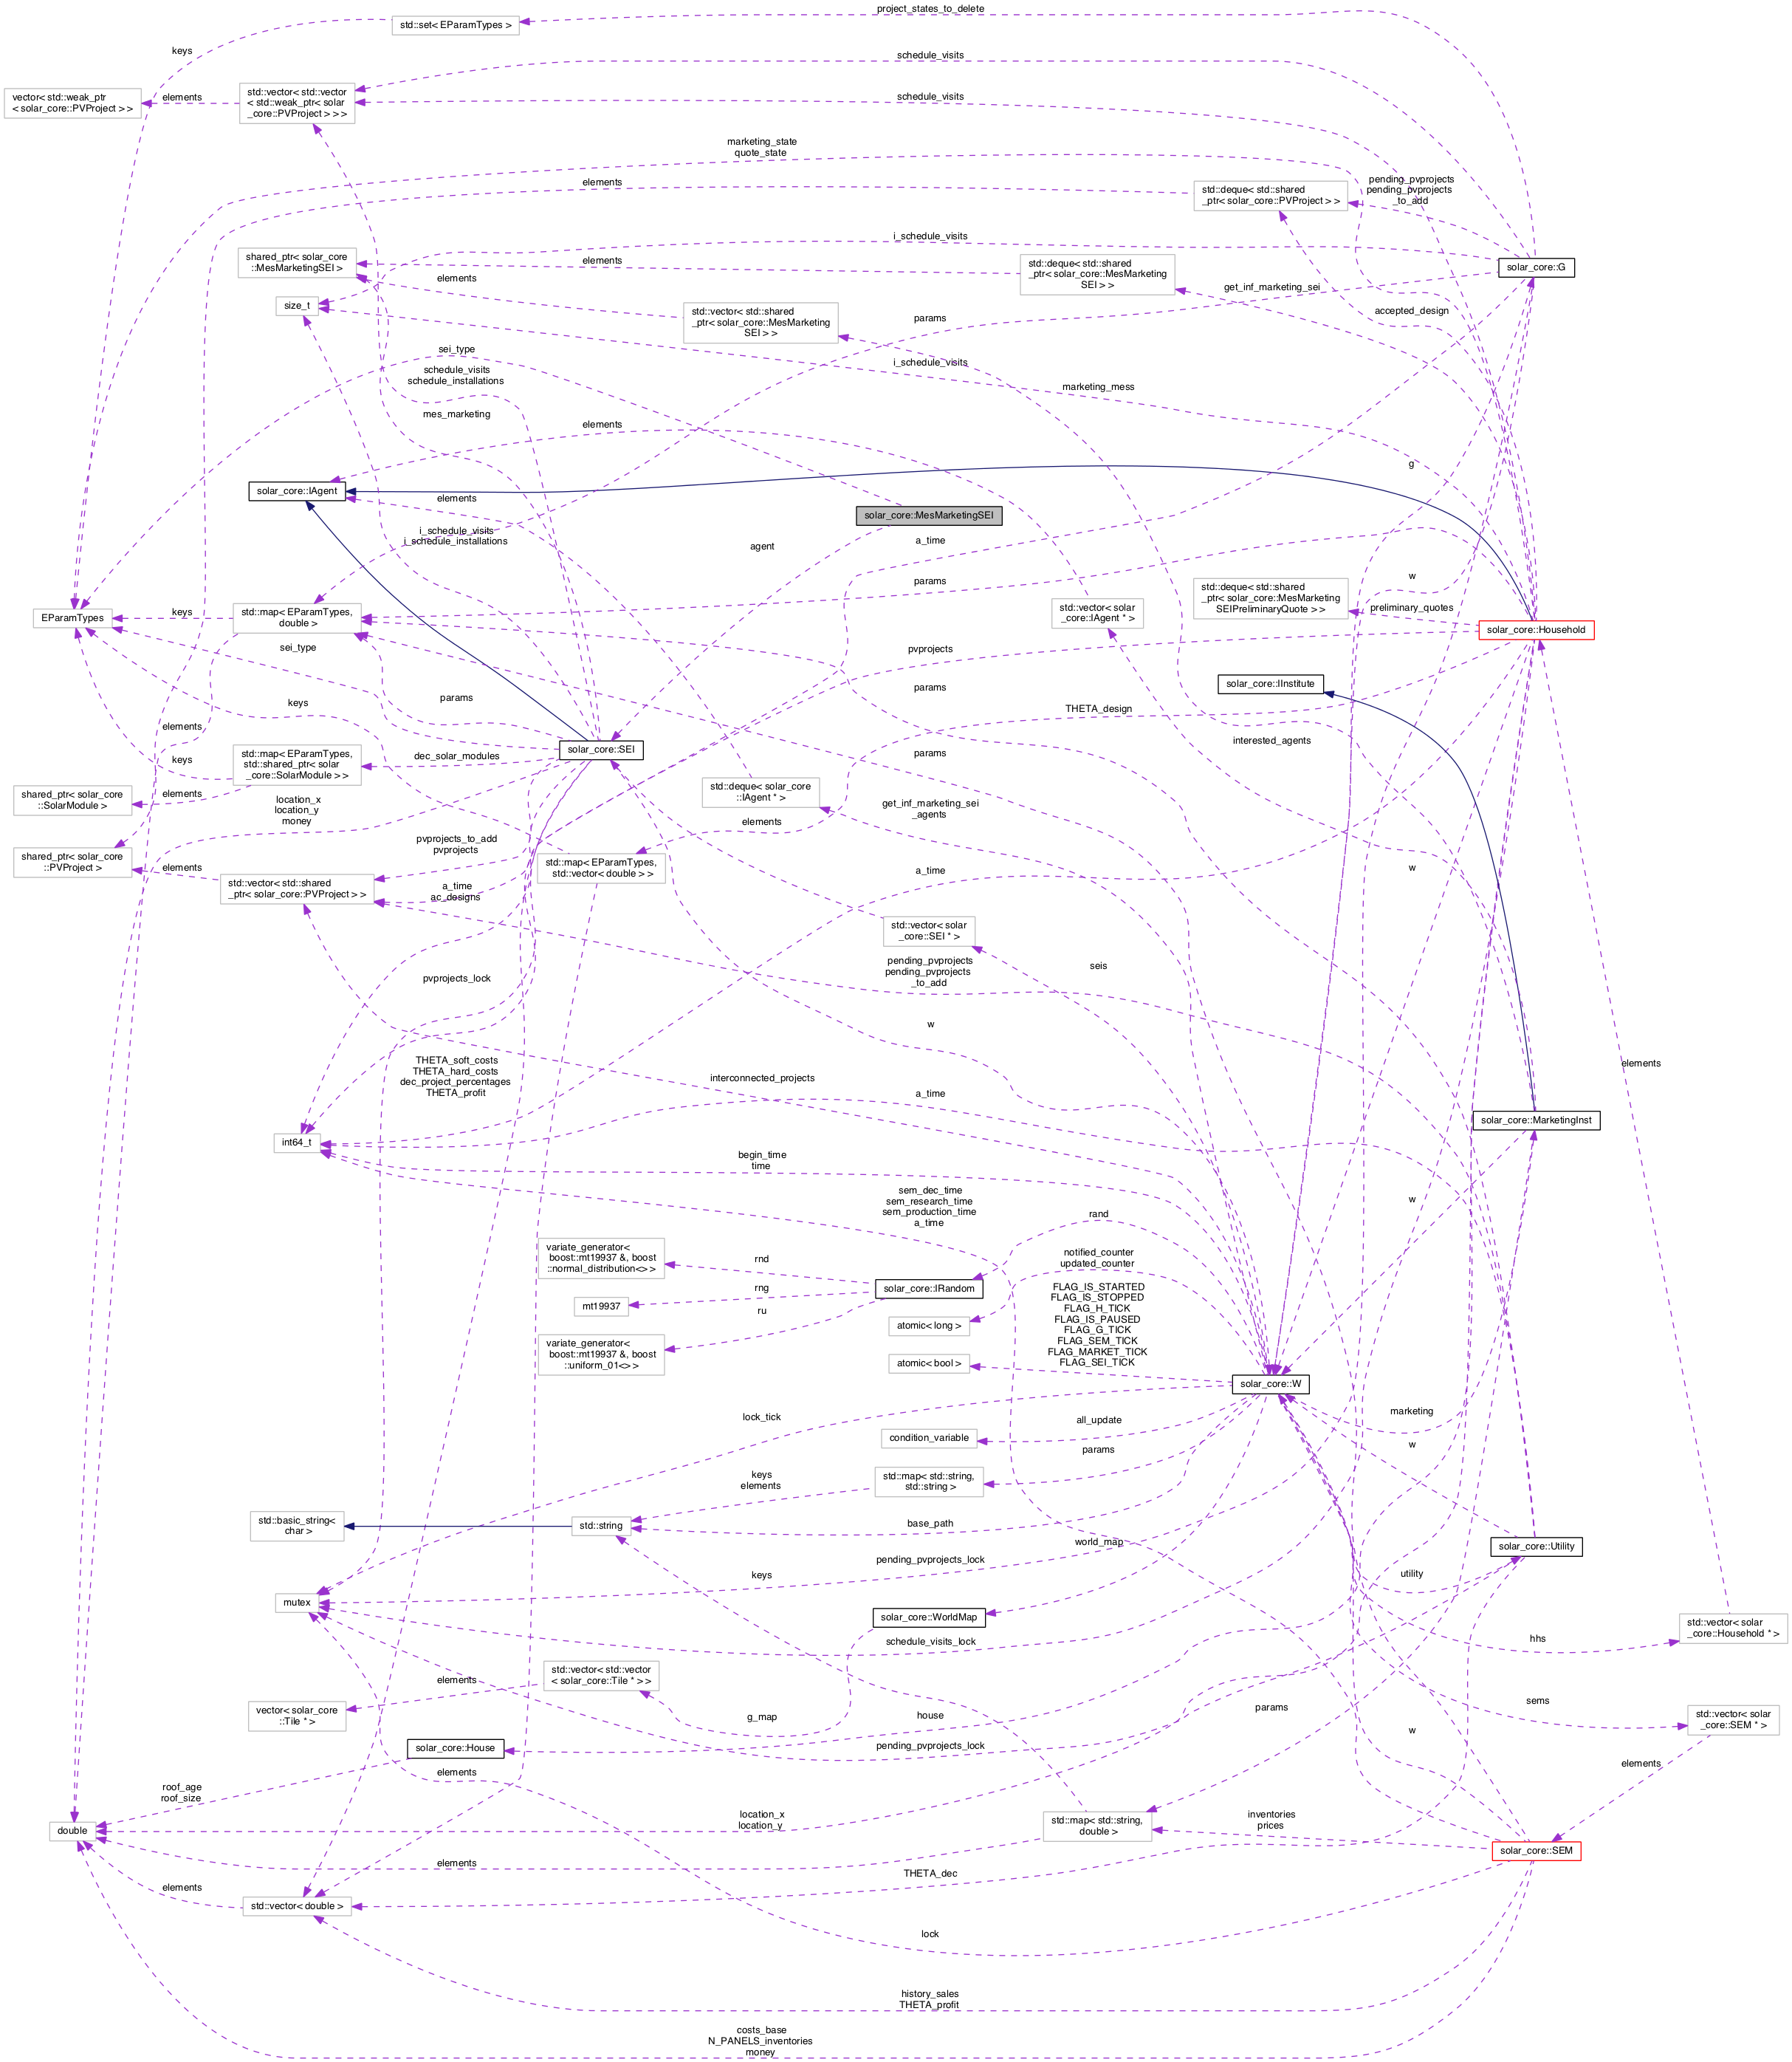 project_states_to_delete
std::set< EParamTypes >
keys
schedule_visits
vector< std::weak_ptr
< solar_core::PVProject > >
elements
std::vector< std::vector
< std::weak_ptr< solar
_core::PVProject > > >
schedule_visits
marketing_state
quote_state
elements
std::deque< std::shared
_ptr< solar_core::PVProject > >
pending_pvprojects
pending_pvprojects
_to_add
i_schedule_visits
shared_ptr< solar_core
::MesMarketingSEI >
elements
elements
std::deque< std::shared
_ptr< solar_core::MesMarketing
SEI > >
solar_core::G
get_inf_marketing_sei
size_t
std::vector< std::shared
_ptr< solar_core::MesMarketing
SEI > >
params
accepted_design
sei_type
schedule_visits
schedule_installations
i_schedule_visits
marketing_mess
mes_marketing
elements
g
solar_core::IAgent
elements
solar_core::MesMarketingSEI
i_schedule_visits
i_schedule_installations
agent
a_time
w
params
std::deque< std::shared
_ptr< solar_core::MesMarketing
SEIPreliminaryQuote > >
preliminary_quotes
EParamTypes
keys
std::map< EParamTypes,
double >
std::vector< solar
_core::IAgent * >
solar_core::Household
sei_type
pvprojects
solar_core::IInstitute
params
params
keys
THETA_design
elements
std::map< EParamTypes,
std::shared_ptr< solar
_core::SolarModule > >
keys
dec_solar_modules
solar_core::SEI
params
interested_agents
shared_ptr< solar_core
::SolarModule >
elements
location_x
location_y
money
std::deque< solar_core
::IAgent * >
get_inf_marketing_sei
_agents
elements
shared_ptr< solar_core
::PVProject >
elements
pvprojects_to_add
pvprojects
std::map< EParamTypes,
std::vector< double > >
a_time
w
std::vector< std::shared
_ptr< solar_core::PVProject > >
a_time
ac_designs
std::vector< solar
_core::SEI * >
pvprojects_lock
pending_pvprojects
pending_pvprojects
_to_add
seis
w
THETA_soft_costs
THETA_hard_costs
dec_project_percentages
THETA_profit
interconnected_projects
a_time
elements
solar_core::MarketingInst
int64_t
begin_time
time
sem_dec_time
sem_research_time
sem_production_time
a_time
rand
w
variate_generator<
boost::mt19937 &, boost
::normal_distribution<> >
rnd
notified_counter
updated_counter
mt19937
rng
solar_core::IRandom
ru
FLAG_IS_STARTED
FLAG_IS_STOPPED
FLAG_H_TICK
FLAG_IS_PAUSED
FLAG_G_TICK
FLAG_SEM_TICK
FLAG_MARKET_TICK
FLAG_SEI_TICK
atomic< long >
variate_generator<
boost::mt19937 &, boost
::uniform_01<> >
atomic< bool >
solar_core::W
lock_tick
all_update
marketing
condition_variable
params
w
keys
elements
std::map< std::string,
std::string >
std::basic_string<
char >
std::string
base_path
world_map
solar_core::Utility
pending_pvprojects_lock
keys
utility
mutex
solar_core::WorldMap
std::vector< solar
_core::Household * >
schedule_visits_lock
hhs
elements
std::vector< std::vector
< solar_core::Tile * > >
vector< solar_core
::Tile * >
g_map
house
params
sems
std::vector< solar
_core::SEM * >
w
solar_core::House
pending_pvprojects_lock
elements
elements
roof_age
roof_size
double
location_x
location_y
std::map< std::string,
double >
inventories
prices
solar_core::SEM
elements
elements
THETA_dec
std::vector< double >
lock
history_sales
THETA_profit
costs_base
N_PANELS_inventories
money